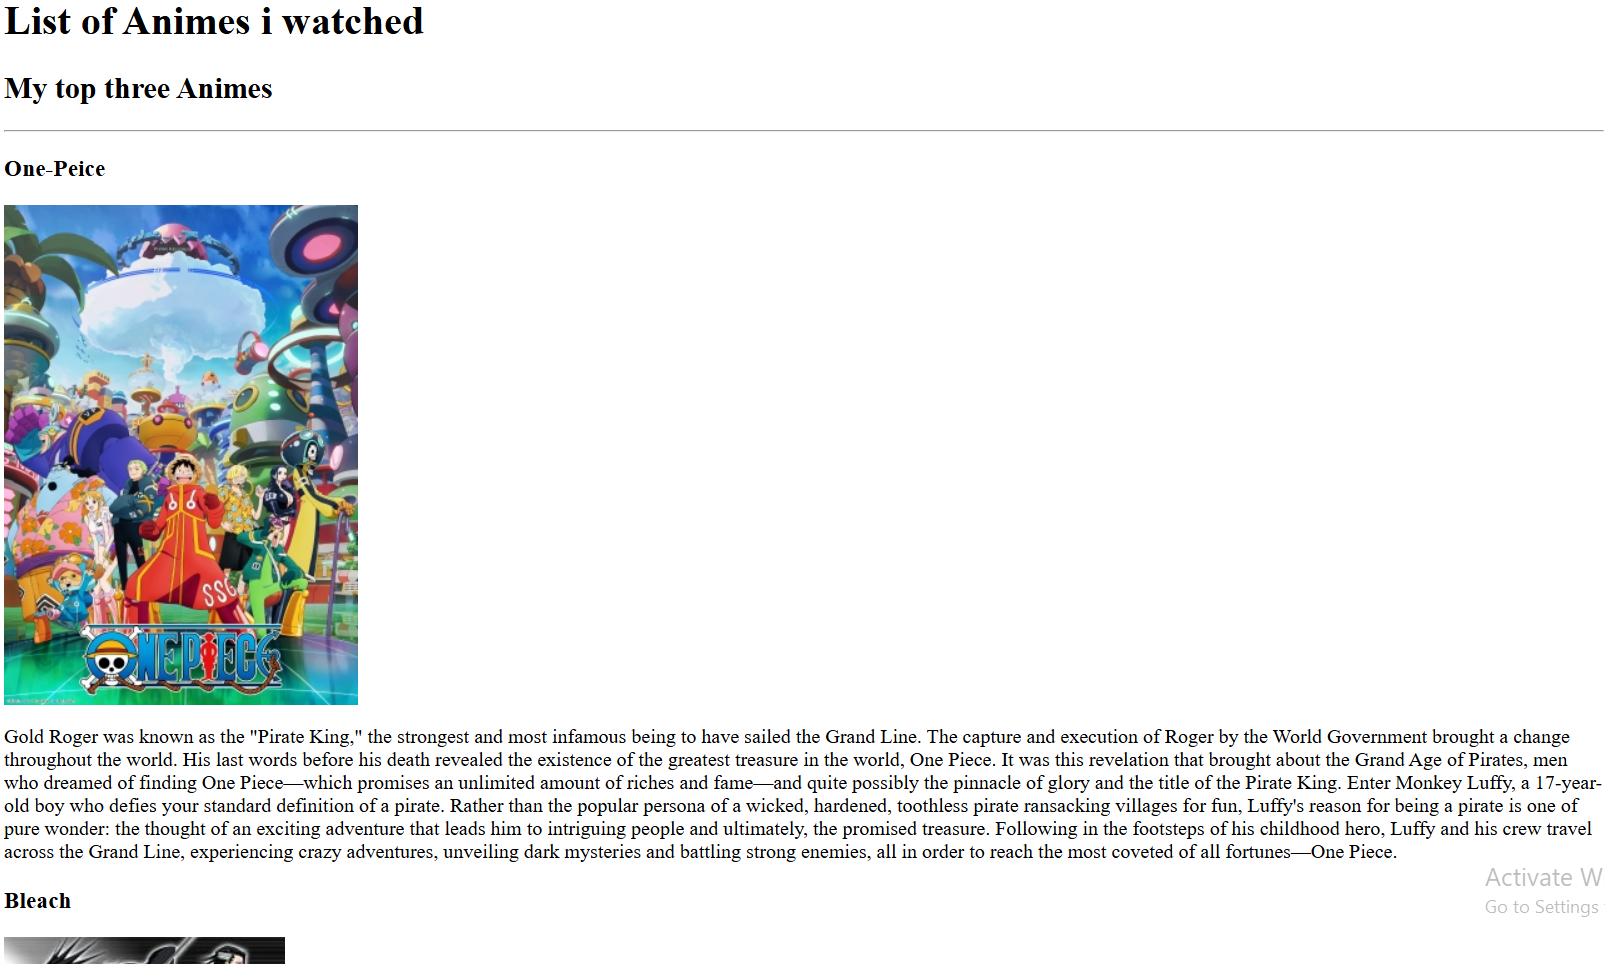 List of Animes i watched
My top three Animes
One-Peice
SSG
ONE PIECE
Gold Roger was known as the "Pirate King," the strongest and most infamous being to have sailed the Grand Line. The capture and execution of Roger by the World Government brought a change
throughout the world. His last words before his death revealed the existence of the greatest treasure in the world, One Piece. It was this revelation that brought about the Grand Age of Pirates, men
who dreamed of finding One Piece—which promises an unlimited amount of riches and fame—and quite possibly the pinnacle of glory and the title of the Pirate King. Enter Monkey Luffy, a 17-year-
old boy who defies your standard definition of a pirate. Rather than the popular persona of a wicked, hardened, toothless pirate ransacking villages for fun, Luffy's reason for being a pirate is one of
pure wonder: the thought of an exciting adventure that leads him to intriguing people and ultimately, the promised treasure. Following in the footsteps of his childhood hero, Luffy and his crew travel
across the Grand Line, experiencing crazy adventures, unveiling dark mysteries and battling strong enemies, all in order to reach the most coveted of all fortunes—One Piece.
Activate W
Go to Settings
Bleach